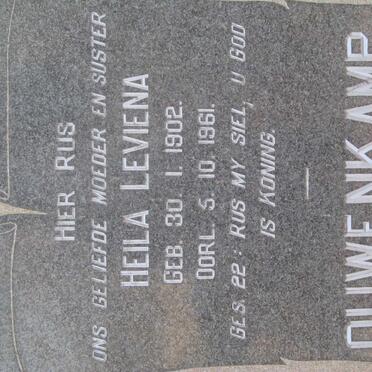 HIER RUS
ONS GELIEFDE MOEDER EN SUSTER
HEILA LEVIENA
GEB. 30. 1. 1902.
OORL. 5. 10. 1961.
GES. 22: RUS MY SIEL, U GOD
IS KONING.
OUWENKAMP